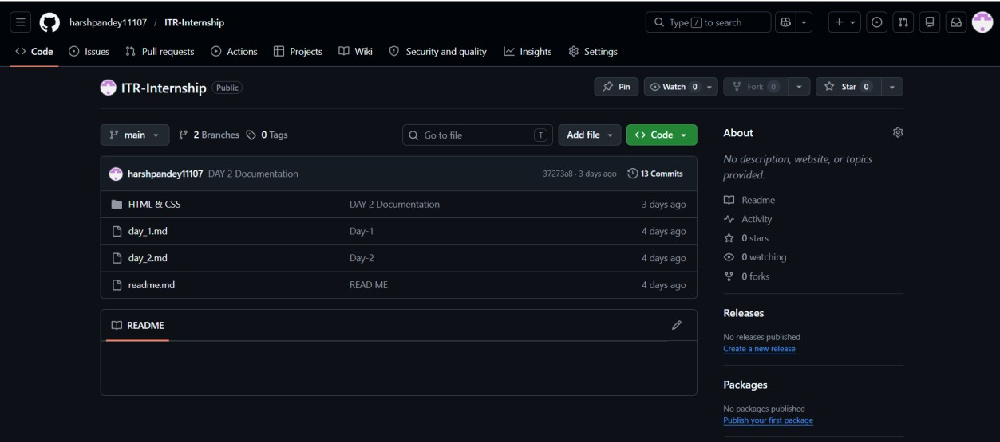 harshpandey11107 / ITR-Internship
Type / to search
Code Issues Pull requests Actions Projects Wiki Security and quality Insights Settings
ITR-Internship Public
Pin Watch 0 Fork 0 Star 0
main 2 Branches 0 Tags Go to file T Add file Code
harshpandey11107 DAY 2 Documentation 37273a8 · 3 days ago 13 Commits
HTML & CSS DAY 2 Documentation 3 days ago
day_1.md Day-1 4 days ago
day_2.md Day-2 4 days ago
readme.md READ ME 4 days ago
README
About
No description, website, or topics
provided.
Readme
Activity
0 stars
0 watching
0 forks
Releases
No releases published
Create a new release
Packages
No packages published
Publish your first package